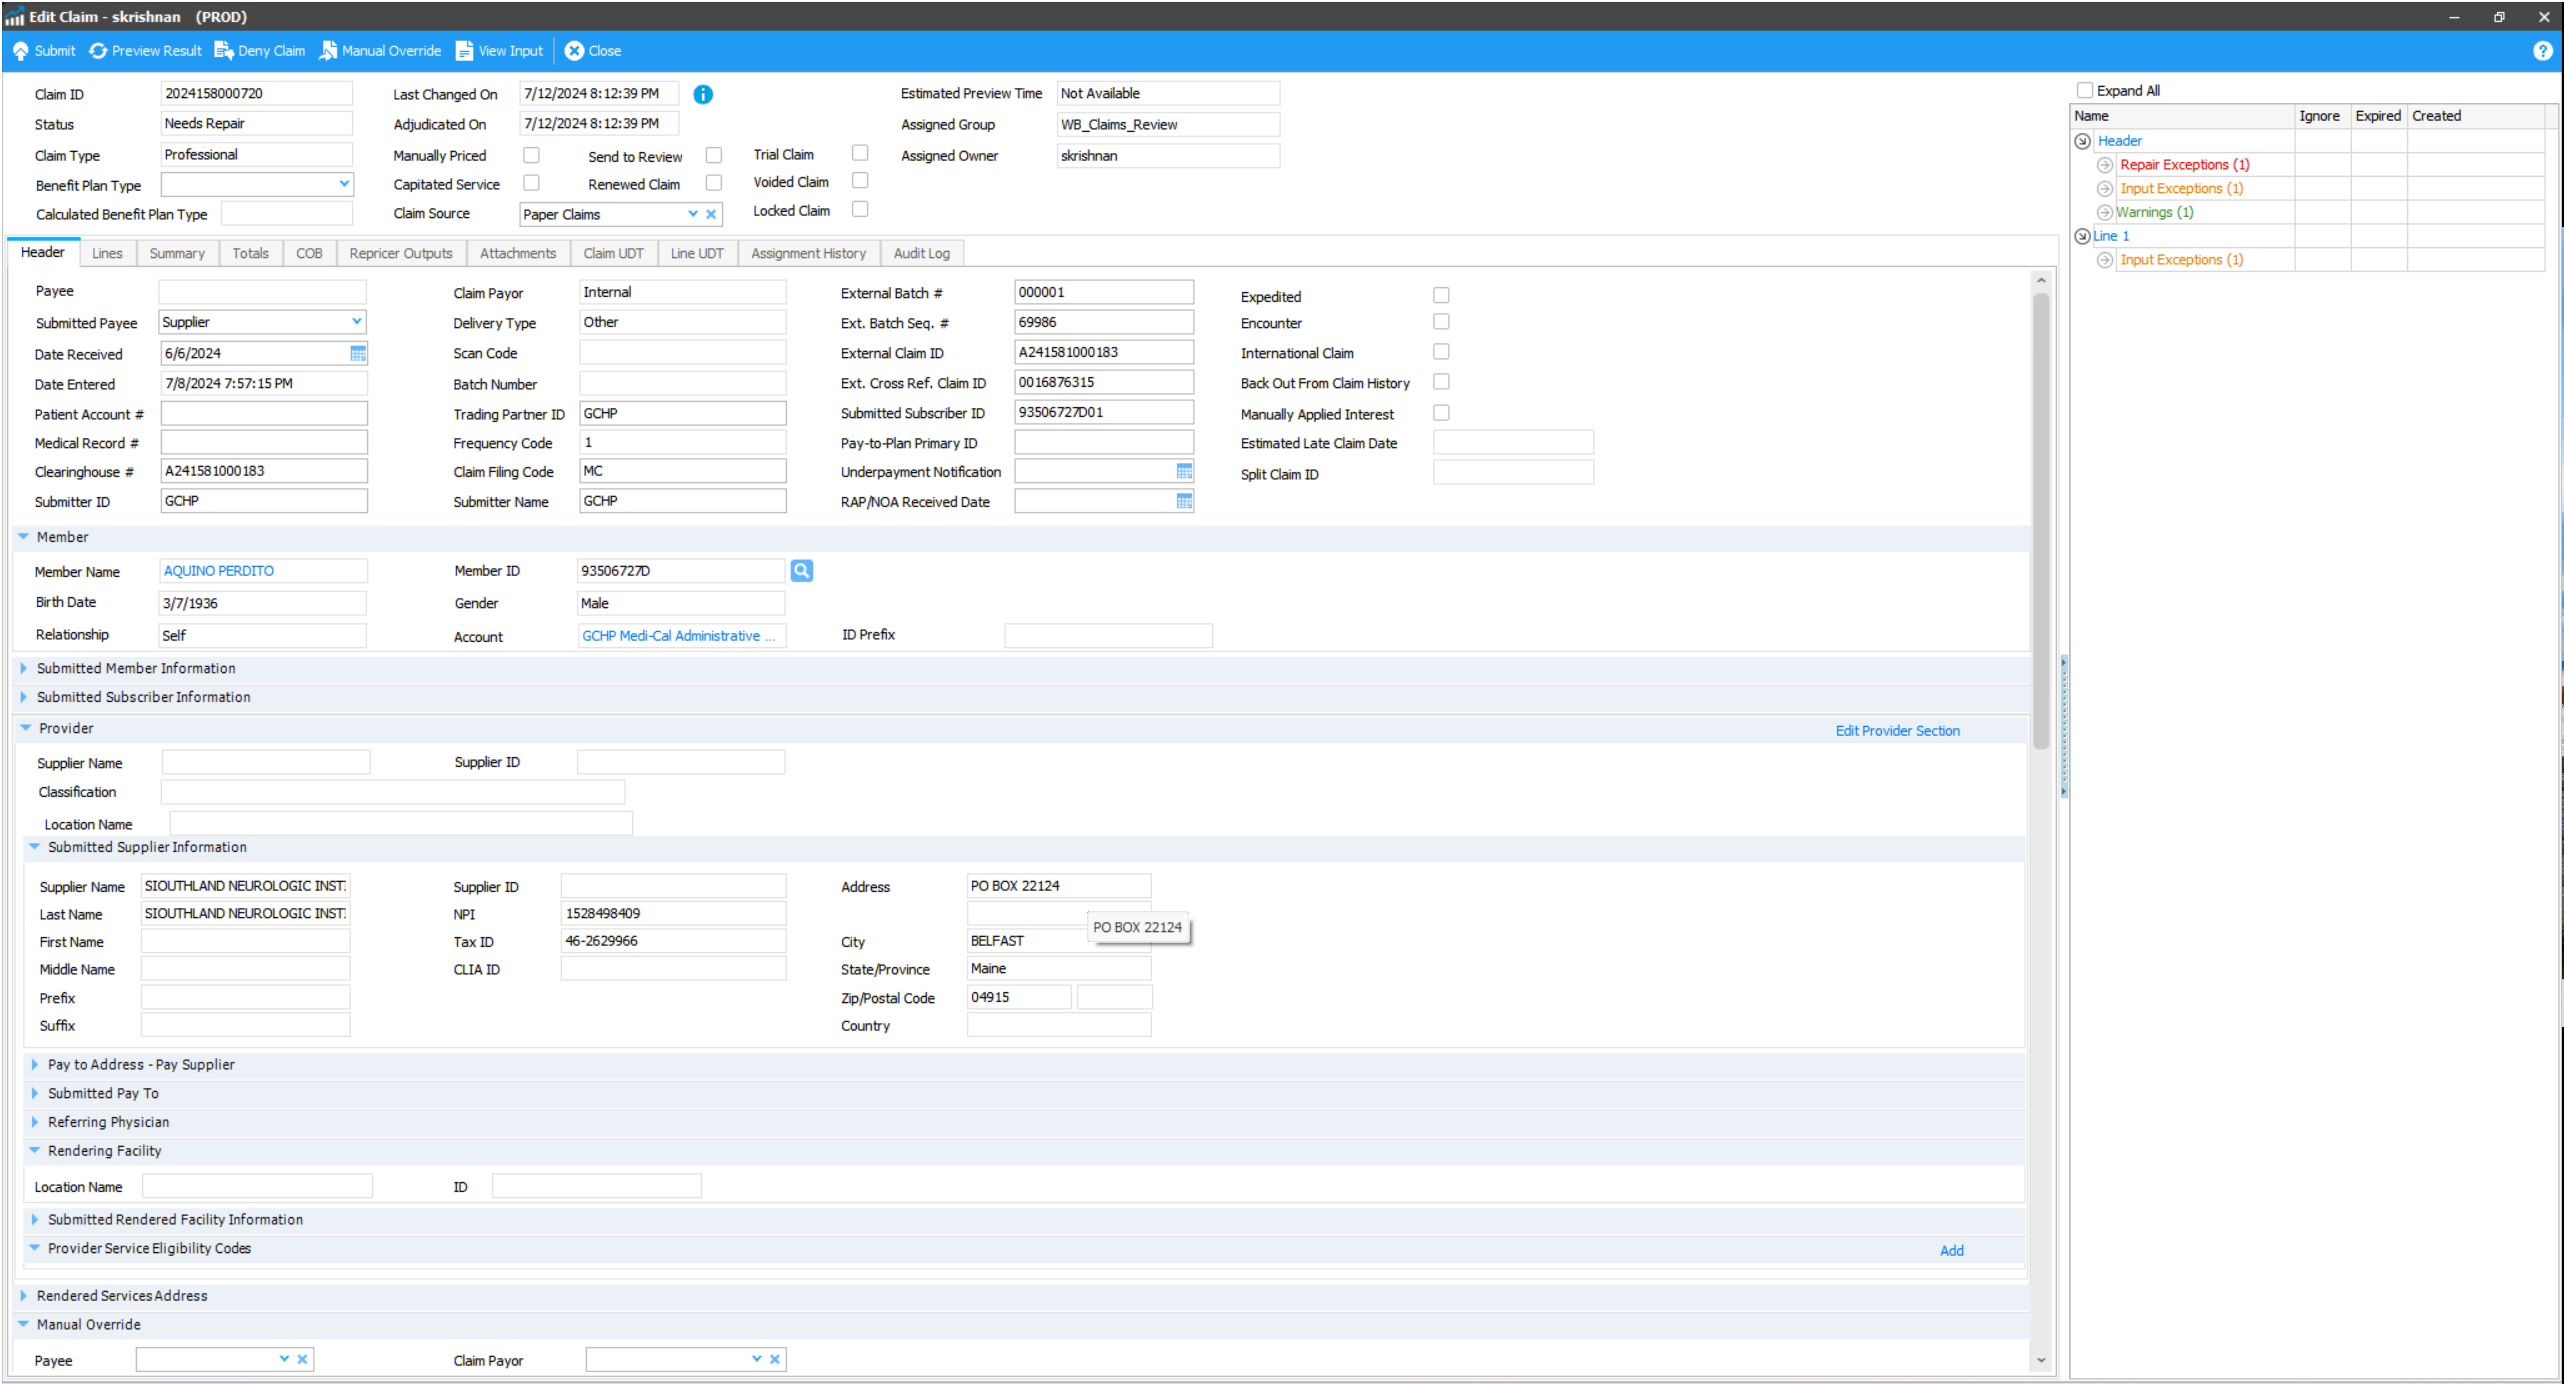 Edit Claim - skrishnan (PROD)
Submit Preview Result Deny Claim Manual Override View Input Close
Claim ID 2024158000720 Last Changed On 7/12/2024 8:12:39 PM Estimated Preview Time Not Available
Status Needs Repair Adjudicated On 7/12/2024 8:12:39 PM Assigned Group WB_Claims_Review
Claim Type Professional Manually Priced Send to Review Trial Claim Assigned Owner skrishnan
Benefit Plan Type Capitated Service Renewed Claim Voided Claim
Calculated Benefit Plan Type Claim Source Paper Claims Locked Claim
Expand All
Name Ignore Expired Created
Header
Repair Exceptions (1)
Input Exceptions (1)
Warnings (1)
Line 1
Input Exceptions (1)
Header Lines Summary Totals COB Repricer Outputs Attachments Claim UDT Line UDT Assignment History Audit Log
Payee Claim Payor Internal External Batch # 000001 Expedited
Submitted Payee Supplier Delivery Type Other Ext. Batch Seq. # 69986 Encounter
Date Received 6/6/2024 Scan Code External Claim ID A241581000183 International Claim
Date Entered 7/8/2024 7:57:15 PM Batch Number Ext. Cross Ref. Claim ID 0016876315 Back Out From Claim History
Patient Account # Trading Partner ID GCHP Submitted Subscriber ID 93506727D01 Manually Applied Interest
Medical Record # Frequency Code 1 Pay-to-Plan Primary ID Estimated Late Claim Date
Clearinghouse # A241581000183 Claim Filing Code MC Underpayment Notification Split Claim ID
Submitter ID GCHP Submitter Name GCHP RAP/NOA Received Date
Member
Member Name AQUINO PERDITO Member ID 93506727D
Birth Date 3/7/1936 Gender Male
Relationship Self Account GCHP Medi-Cal Administrative ... ID Prefix
Submitted Member Information
Submitted Subscriber Information
Provider Edit Provider Section
Supplier Name Supplier ID
Classification
Location Name
Submitted Supplier Information
Supplier Name SIOUTHLAND NEUROLOGIC INSTI Supplier ID Address PO BOX 22124
Last Name SIOUTHLAND NEUROLOGIC INSTI NPI 1528498409
PO BOX 22124
First Name Tax ID 46-2629966 City BELFAST
Middle Name CLIA ID State/Province Maine
Prefix Zip/Postal Code 04915
Suffix Country
Pay to Address - Pay Supplier
Submitted Pay To
Referring Physician
Rendering Facility
Location Name ID
Submitted Rendered Facility Information
Provider Service Eligibility Codes Add
Rendered Services Address
Manual Override
Payee Claim Payor